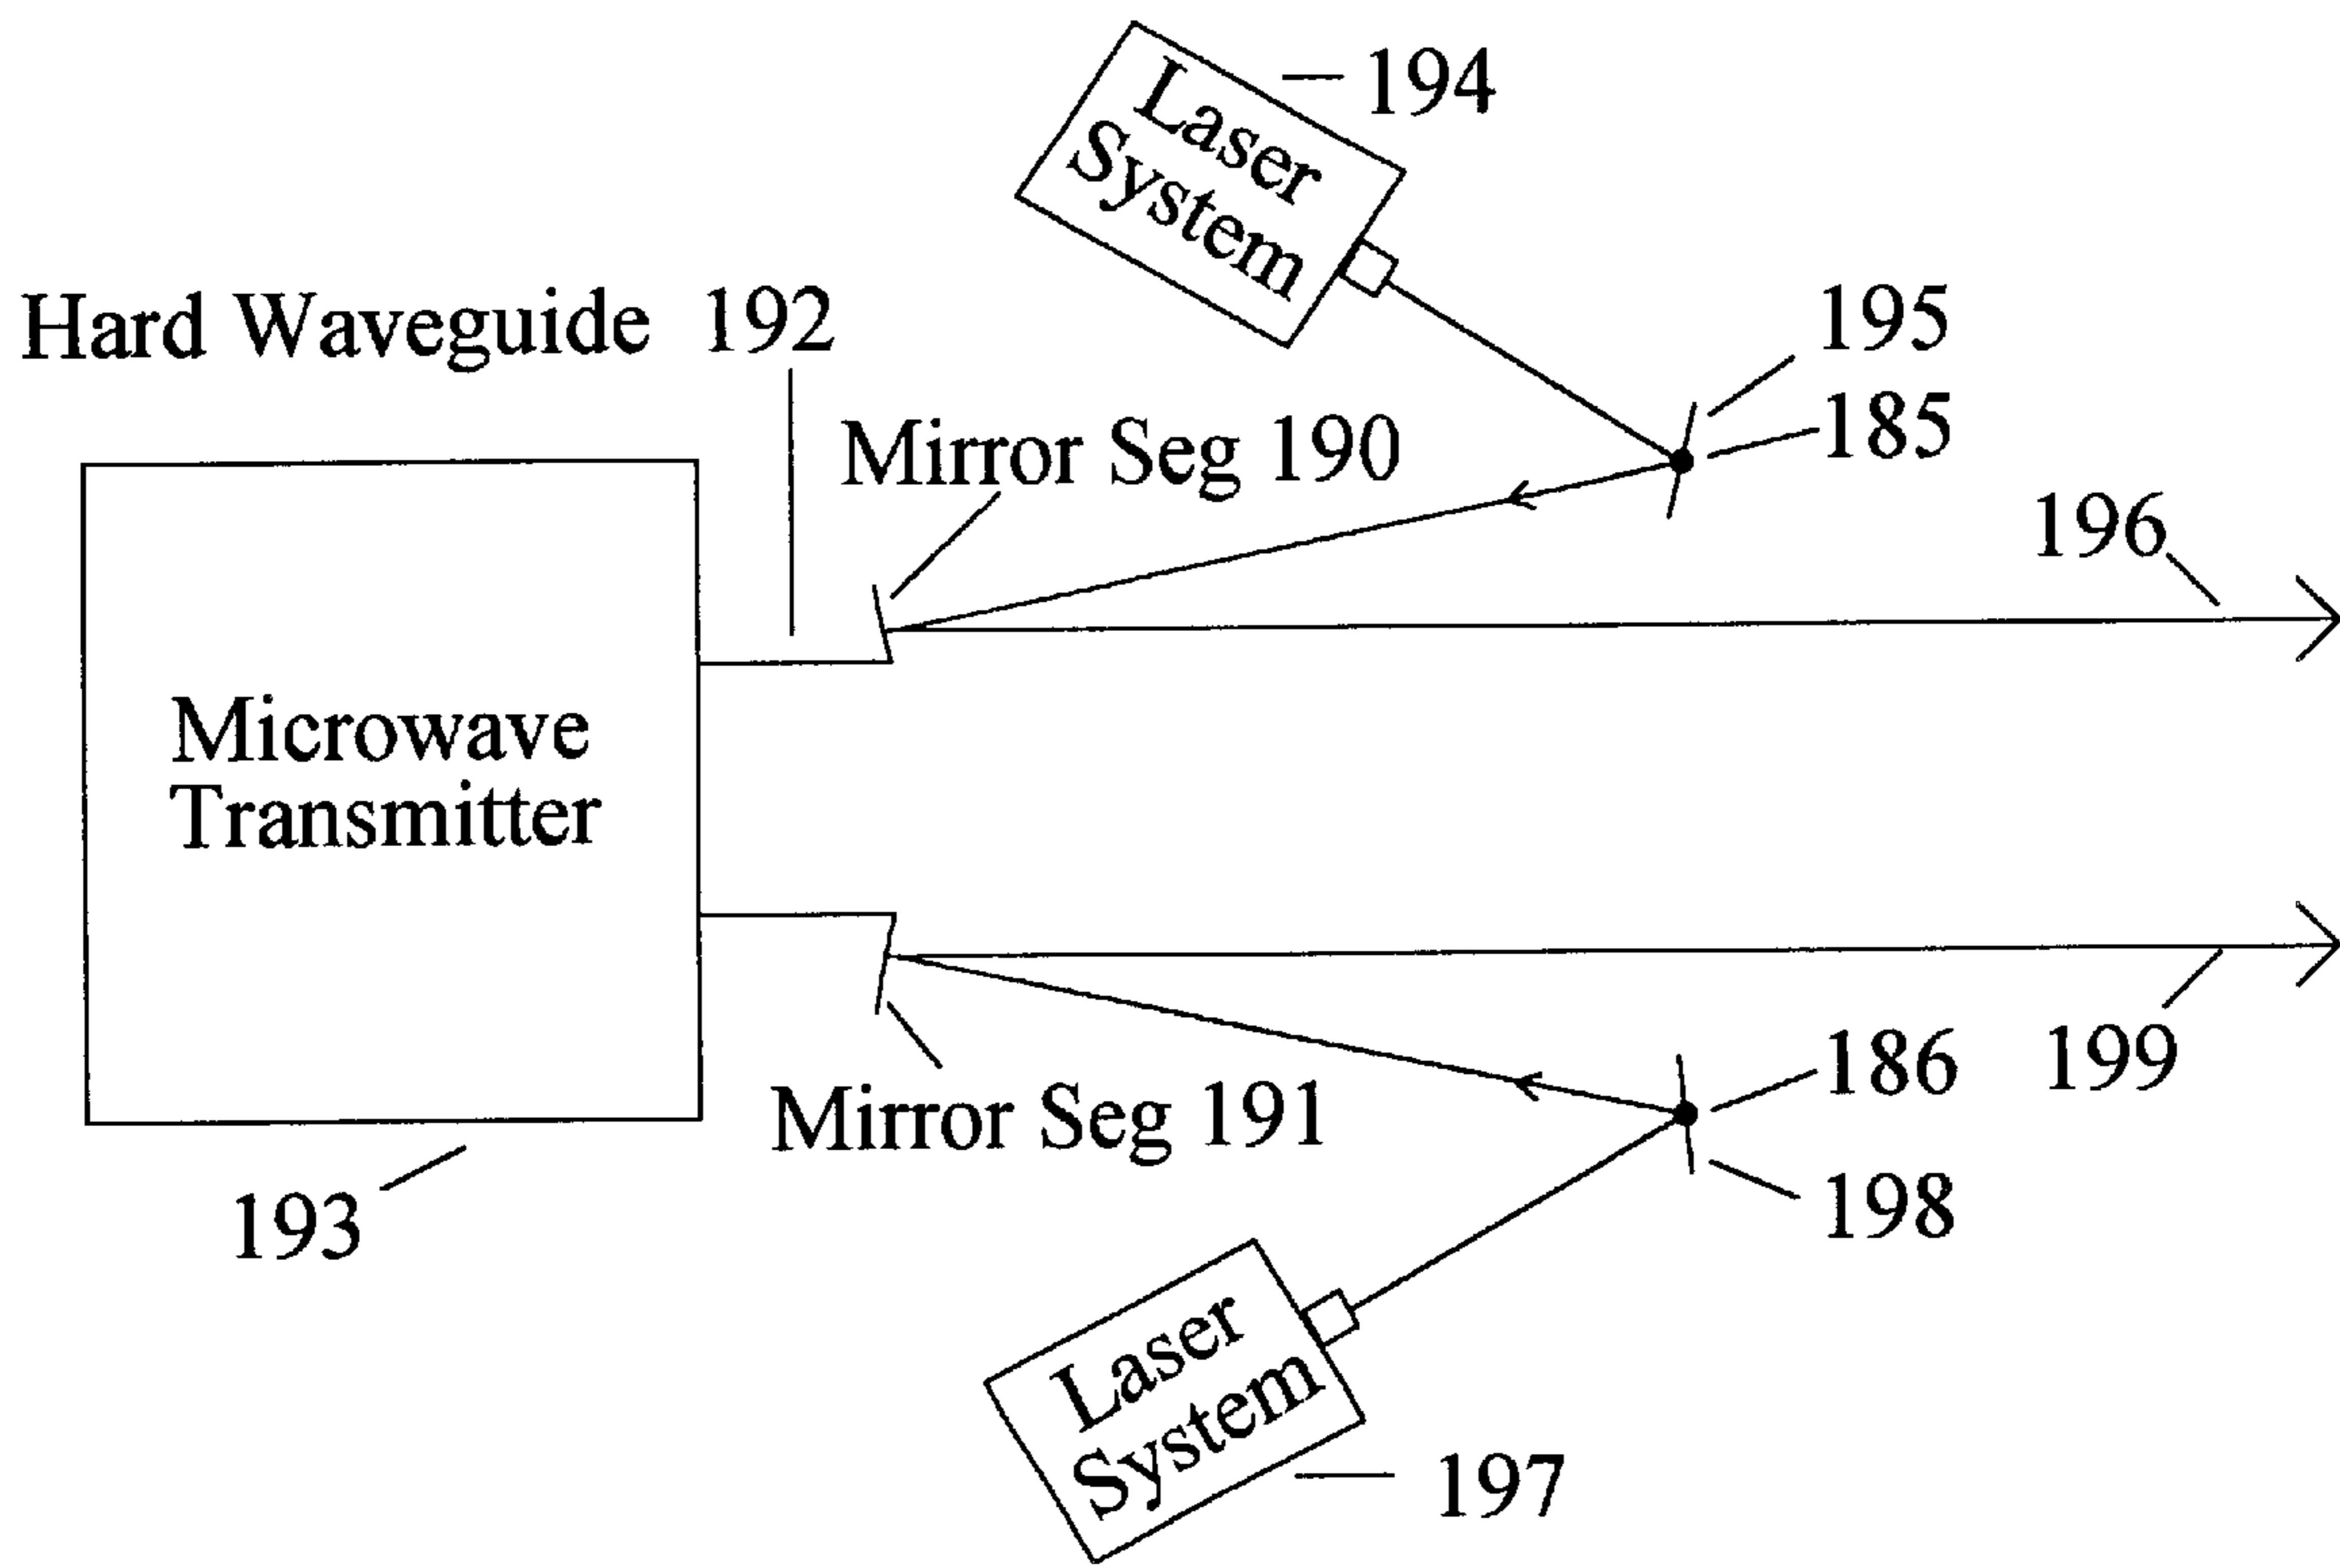 194
Laser
System
Hard Waveguide 192
195
Mirror Seg 190
185
196
Microwave
Transmitter
186
199
Mirror Seg 191
193
198
Laser
System
197